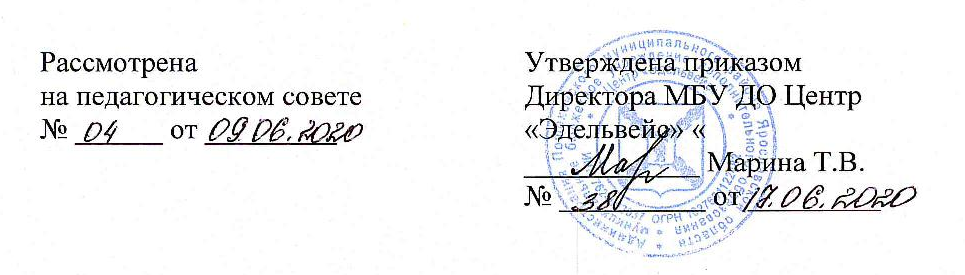 Рассмотрена
на педагогическом совете
№ 04 от 09.06.2020
Утверждена приказом
Директора МБУ ДО Центр
«Эдельвейс» «
Марина Т.В.
№ 38 от 17.06.2020